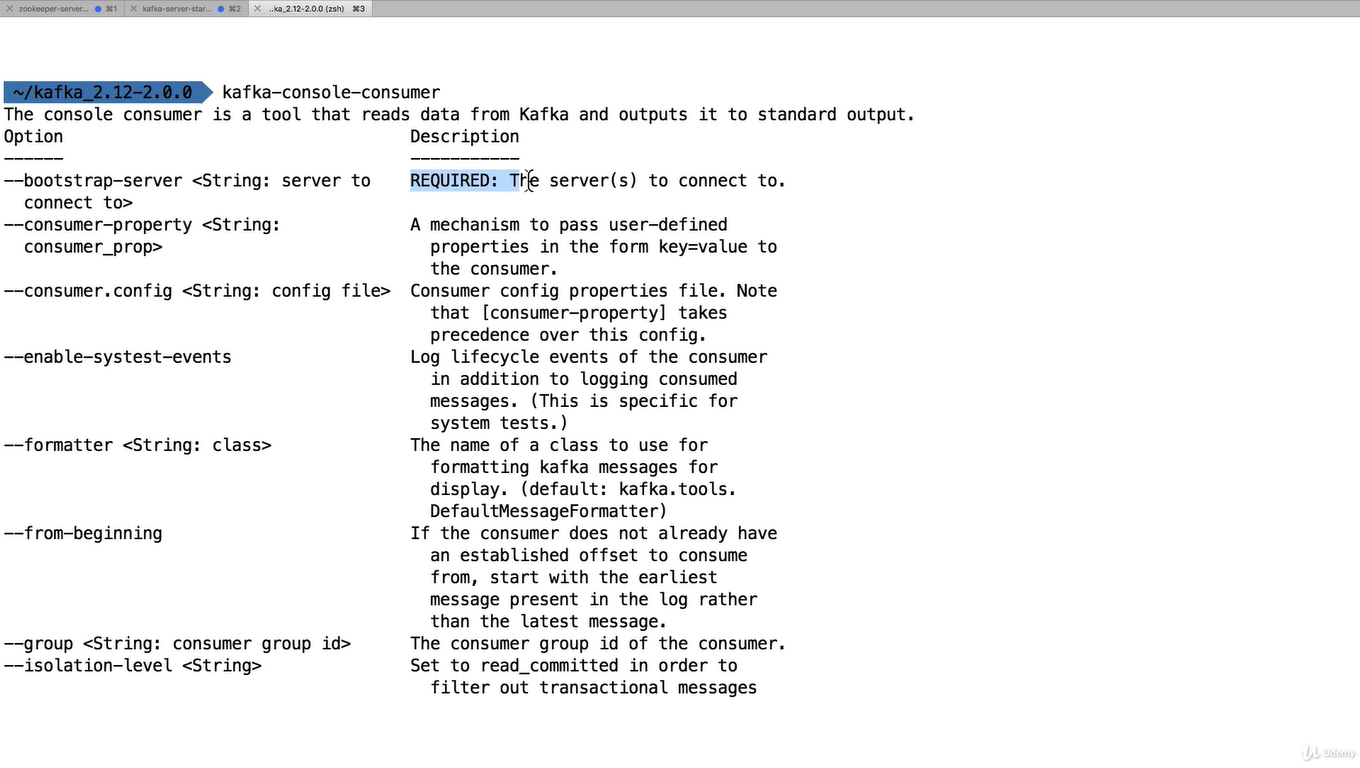 zookeeper-server... ⌘1 kafka-server-star... ⌘2 ..ka_2.12-2.0.0 (zsh) ⌘3
~/kafka_2.12-2.0.0 kafka-console-consumer
The console consumer is a tool that reads data from Kafka and outputs it to standard output.
Option Description
------ -----------
--bootstrap-server <String: server to REQUIRED: The server(s) to connect to.
connect to>
--consumer-property <String: A mechanism to pass user-defined
consumer_prop> properties in the form key=value to
the consumer.
--consumer.config <String: config file> Consumer config properties file. Note
that [consumer-property] takes
precedence over this config.
--enable-systest-events Log lifecycle events of the consumer
in addition to logging consumed
messages. (This is specific for
system tests.)
--formatter <String: class> The name of a class to use for
formatting kafka messages for
display. (default: kafka.tools.
DefaultMessageFormatter)
--from-beginning If the consumer does not already have
an established offset to consume
from, start with the earliest
message present in the log rather
than the latest message.
--group <String: consumer group id> The consumer group id of the consumer.
--isolation-level <String> Set to read_committed in order to
filter out transactional messages
Udemy